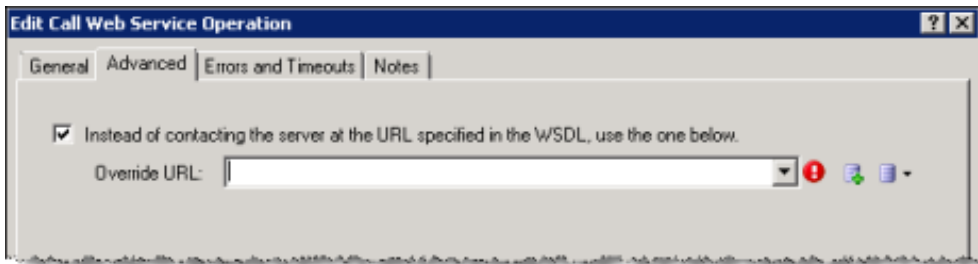 Edit Call Web Service Operation
General Advanced Errors and Timeouts Notes
Instead of contacting the server at the URL specified in the WSDL, use the one below.
Override URL: